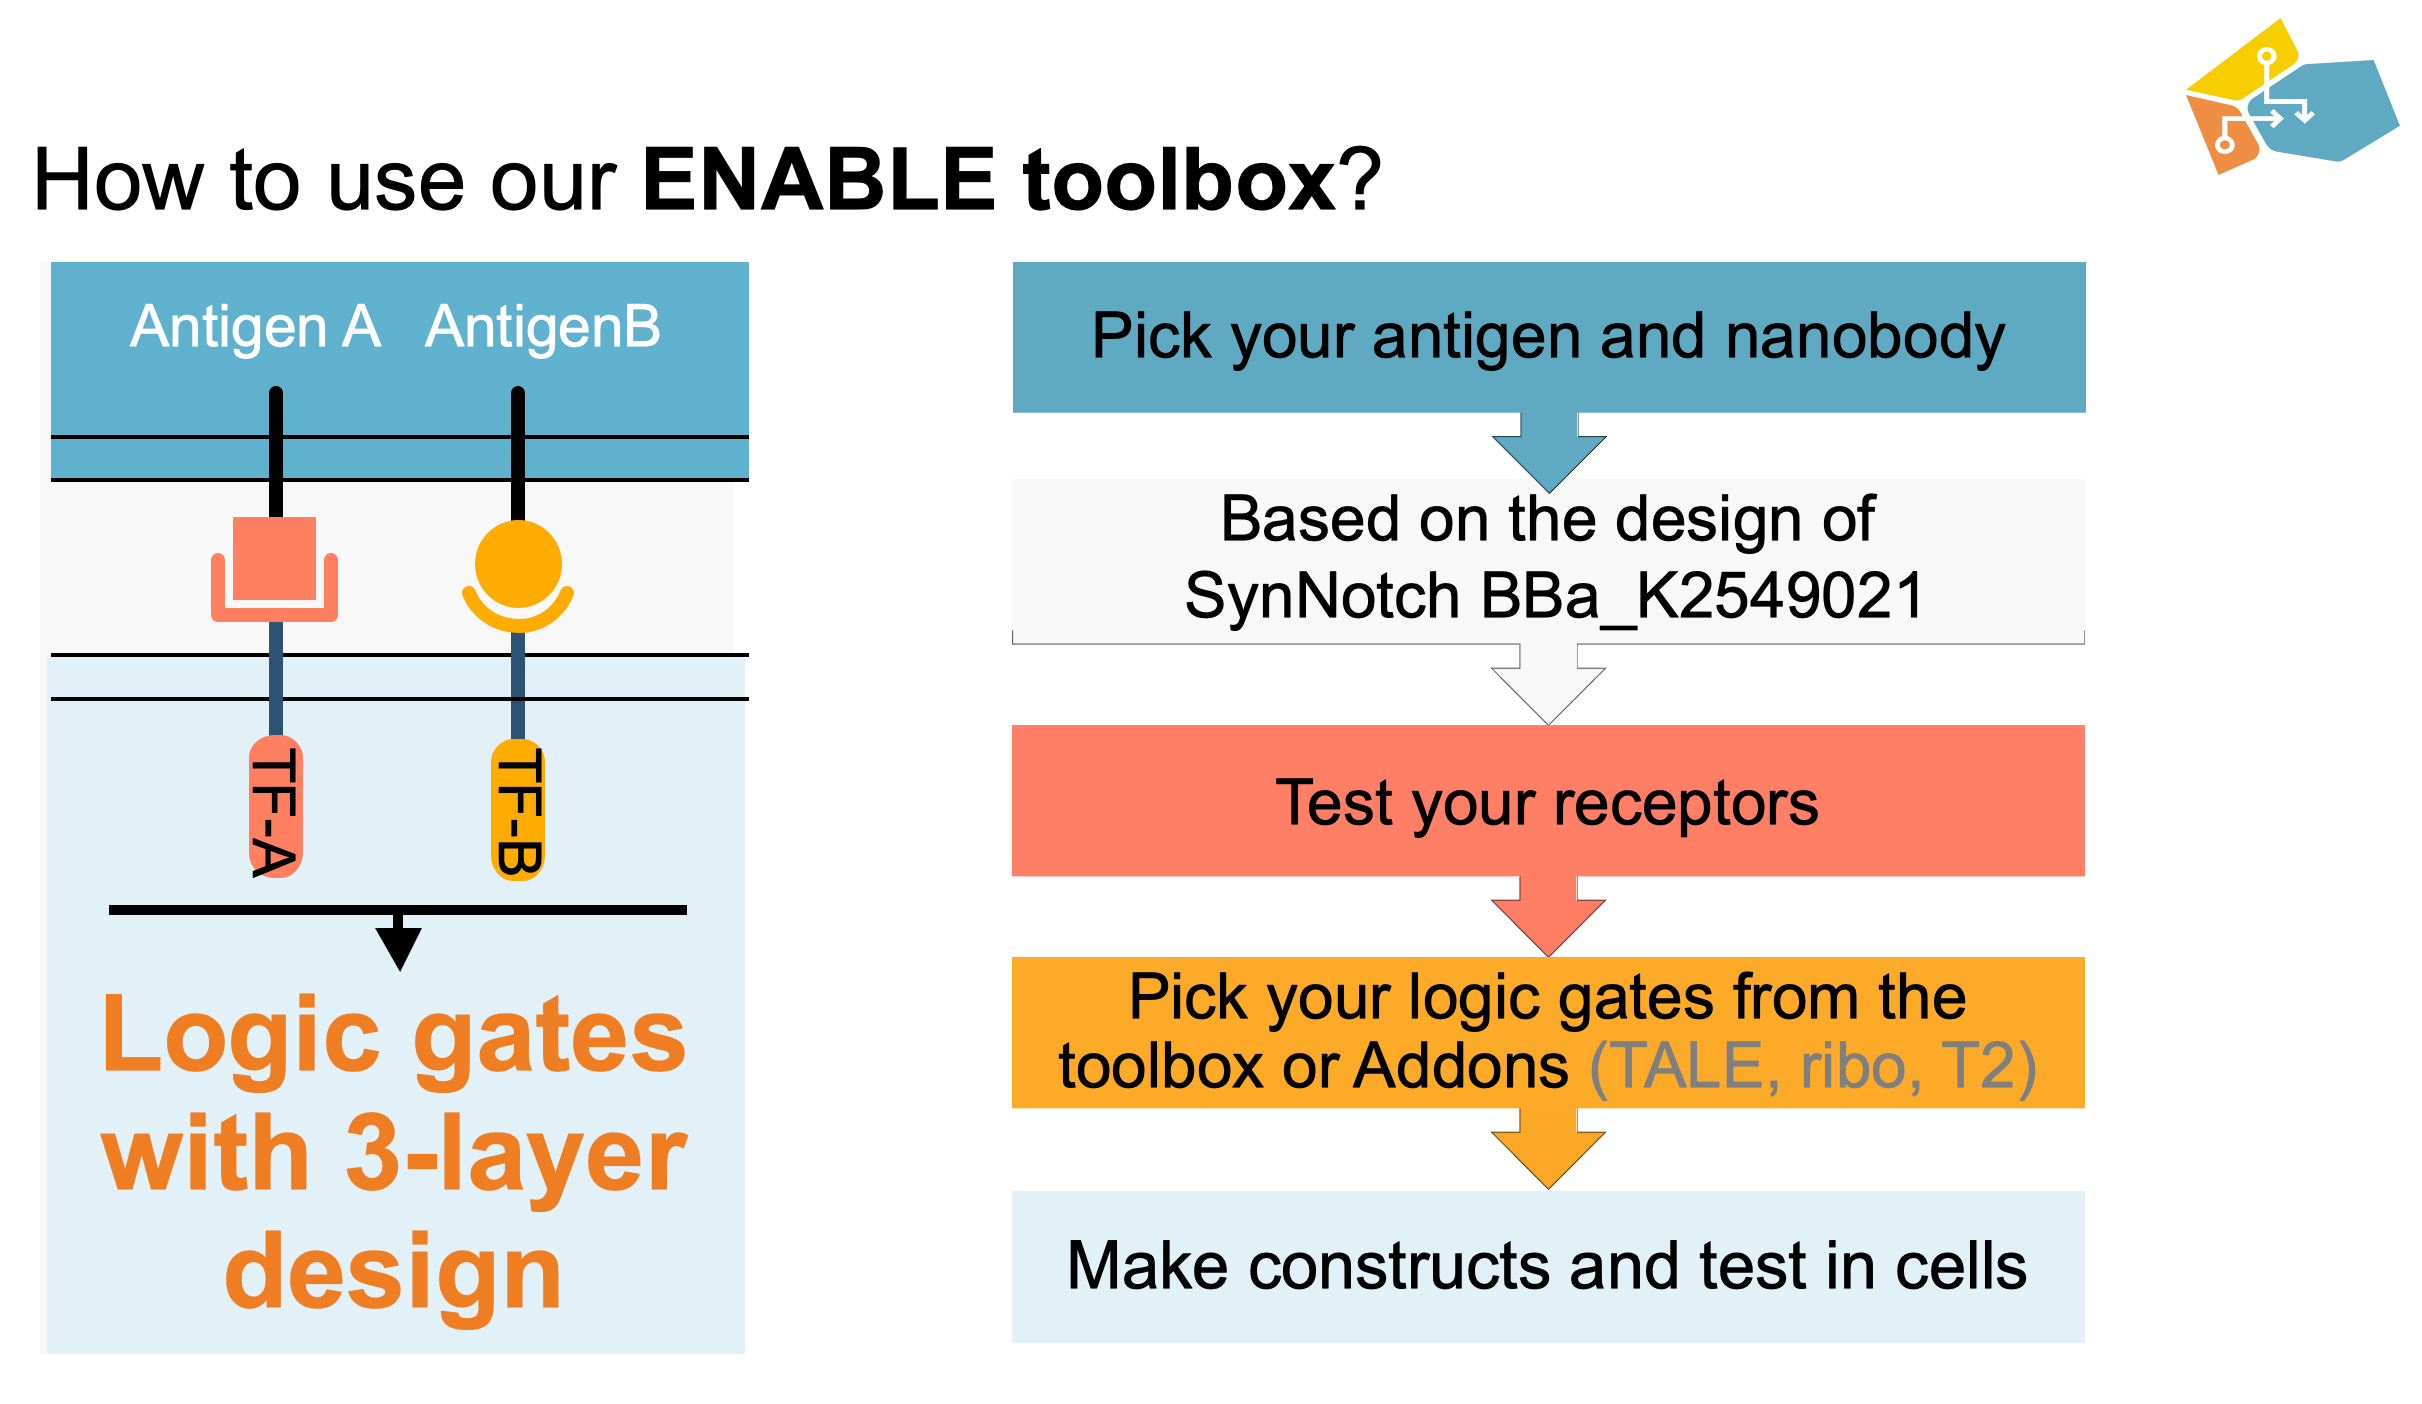 How to use our ENABLE toolbox?
Antigen A
AntigenB
TF-A
TF-B
Logic gates
with 3-layer
design
Pick your antigen and nanobody
Based on the design of
SynNotch BBa_K2549021
Test your receptors
Pick your logic gates from the
toolbox or Addons (TALE, ribo, T2)
Make constructs and test in cells